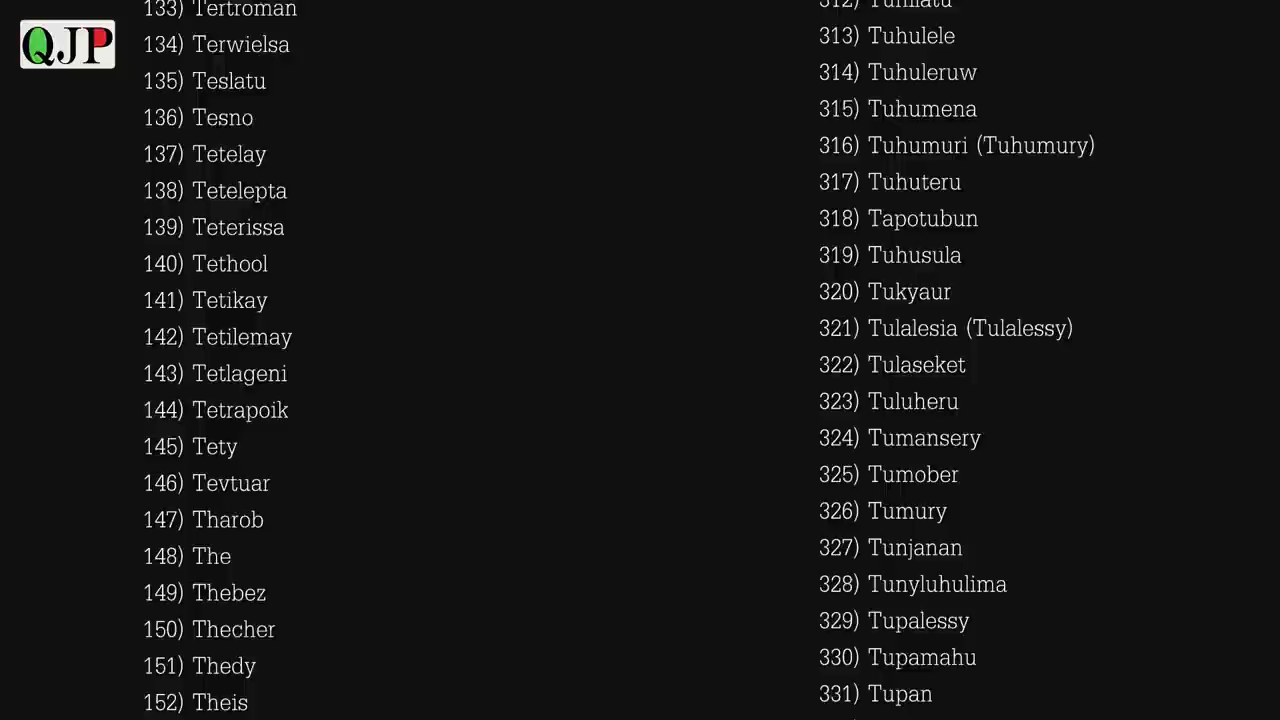 QJP
133) Tertroman
134) Terwielsa
135) Teslatu
136) Tesno
137) Tetelay
138) Tetelepta
139) Teterissa
140) Tethool
141) Tetikay
142) Tetilemay
143) Tetlageni
144) Tetrapoik
145) Tety
146) Tevtuar
147) Tharob
148) The
149) Thebez
150) Thecher
151) Thedy
152) Theis
312)
313) Tuhulele
314) Tuhuleruw
315) Tuhumena
316) Tuhumuri (Tuhumury)
317) Tuhuteru
318) Tapotubun
319) Tuhusula
320) Tukyaur
321) Tulalesia (Tulalessy)
322) Tulaseket
323) Tuluheru
324) Tumansery
325) Tumober
326) Tumury
327) Tunjanan
328) Tunyluhulima
329) Tupalessy
330) Tupamahu
331) Tupan